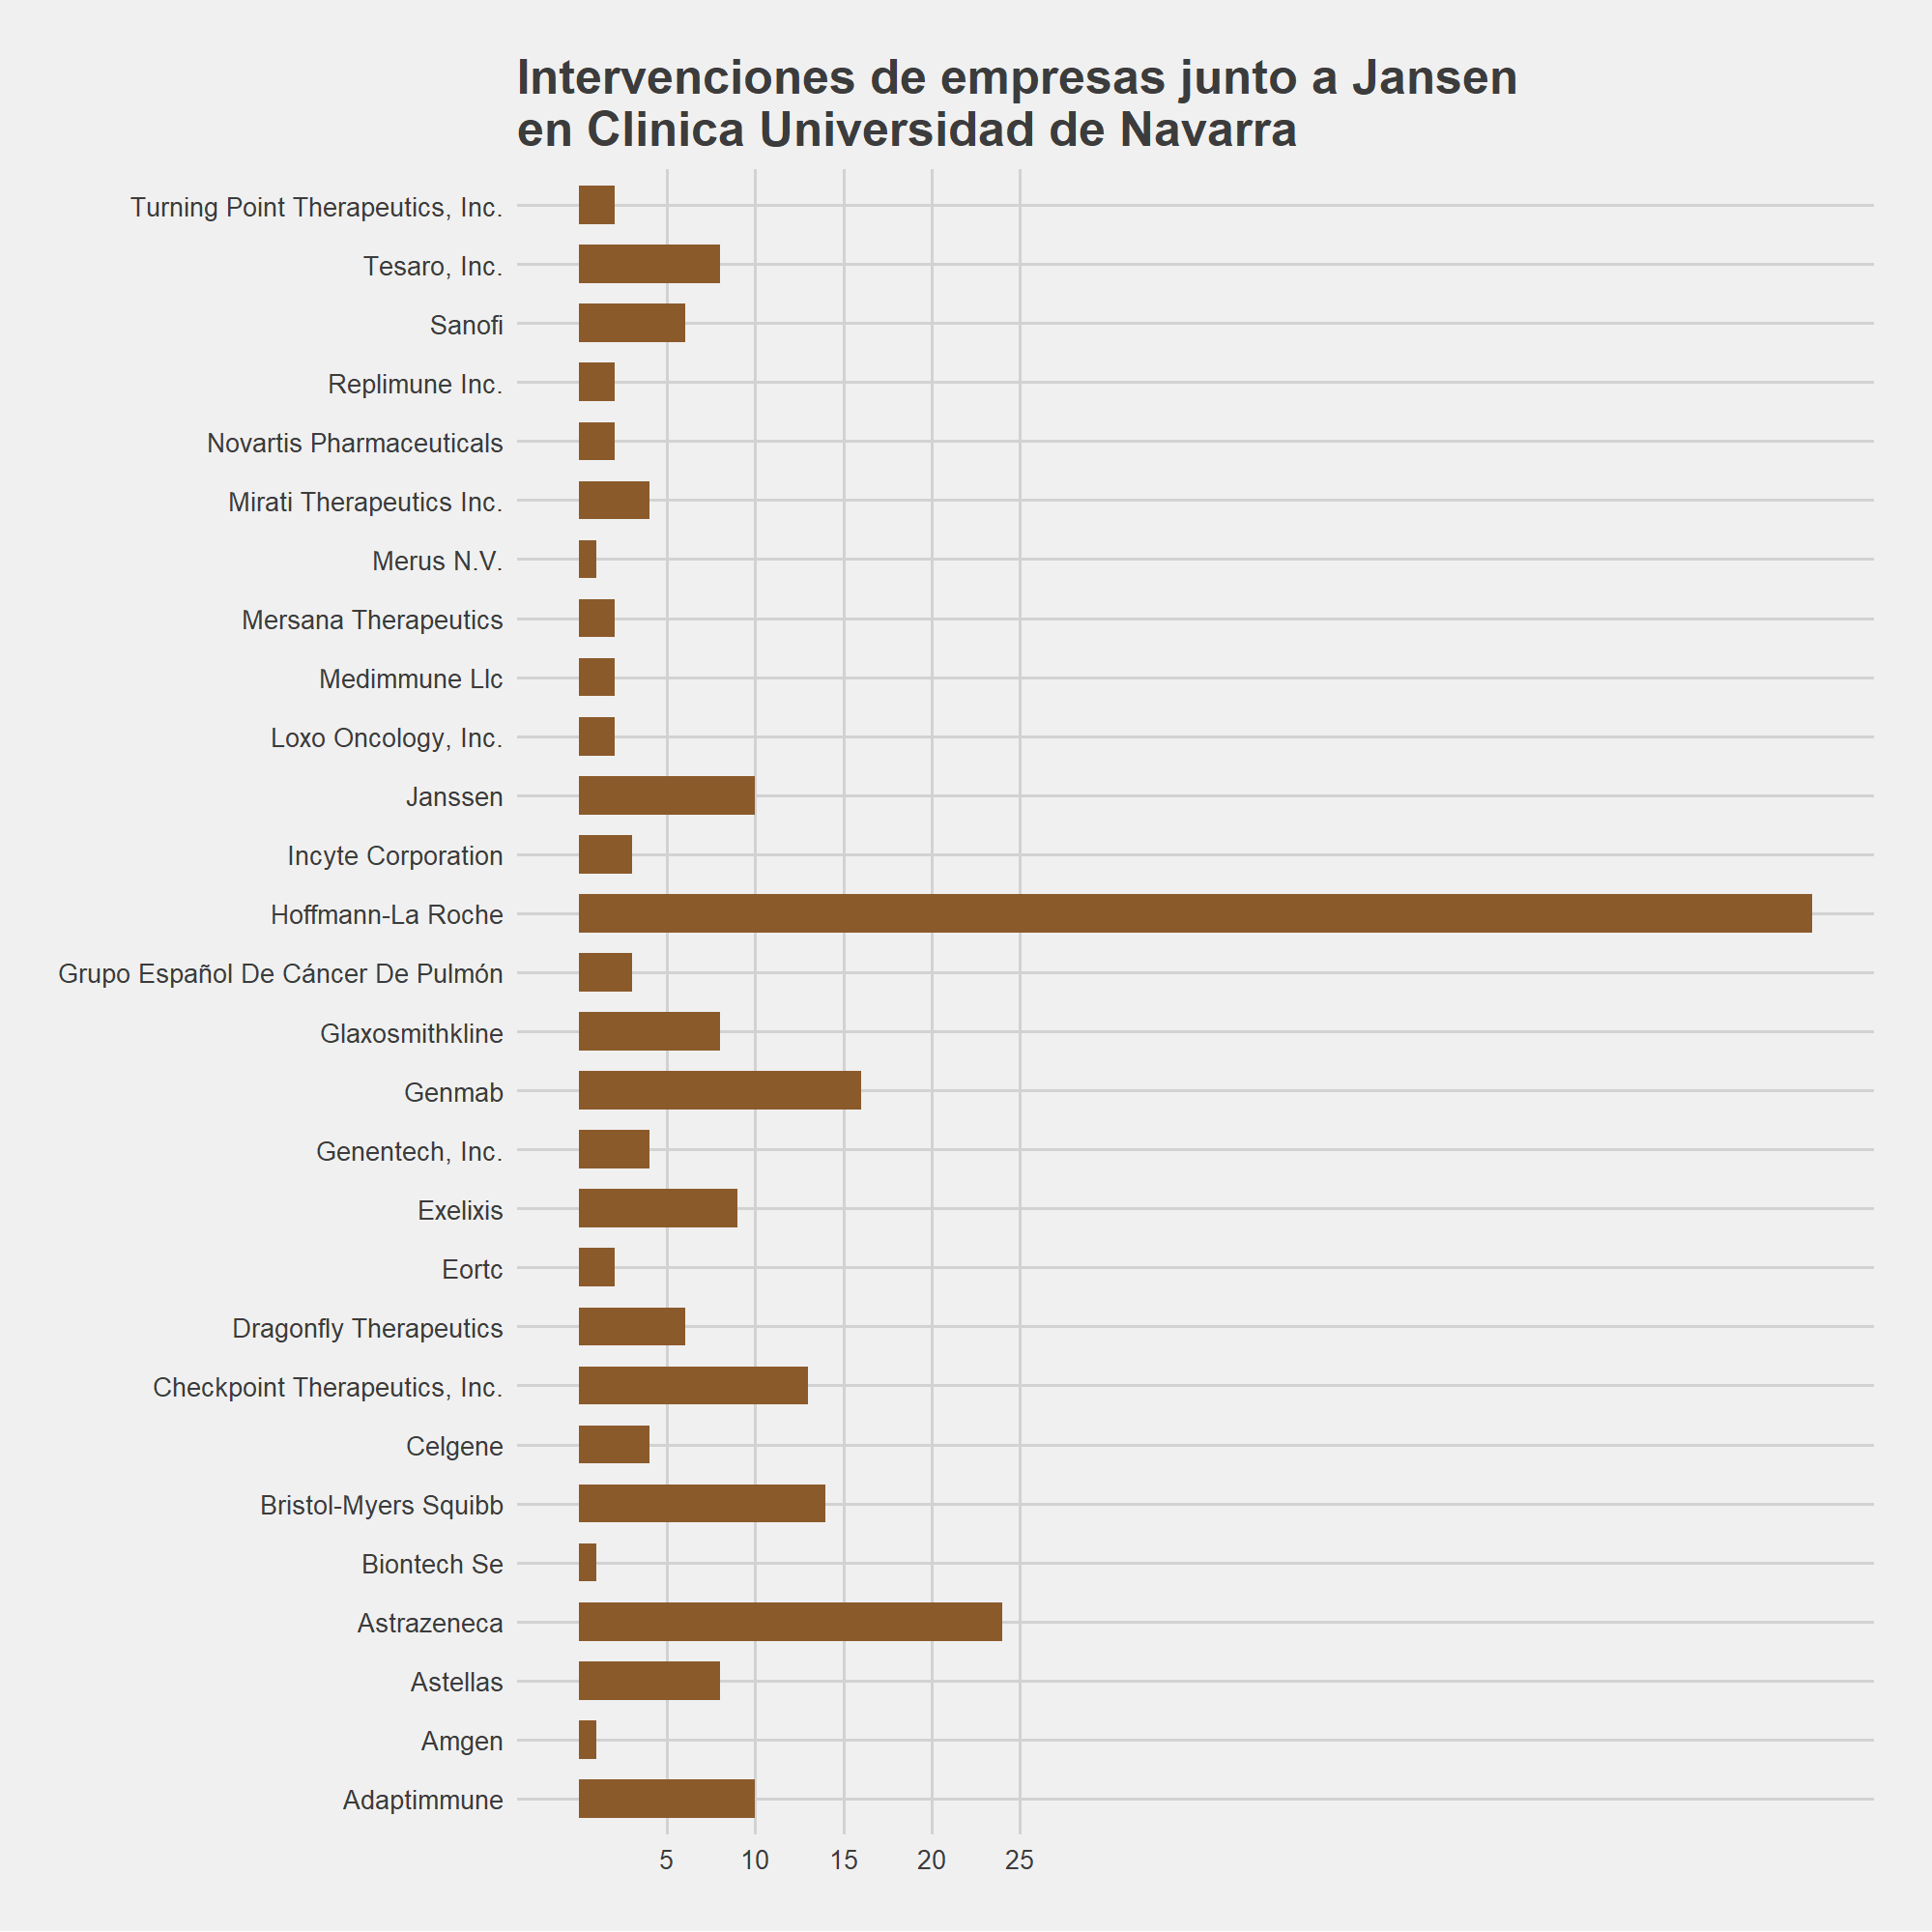 Intervenciones de empresas junto a Jansen
en Clinica Universidad de Navarra
Turning Point Therapeutics, Inc.
Tesaro, Inc.
Sanofi
Replimune Inc.
Novartis Pharmaceuticals
Mirati Therapeutics Inc.
Merus N.V.
Mersana Therapeutics
Medimmune Llc
Loxo Oncology, Inc.
Janssen
Incyte Corporation
Hoffmann-La Roche
Grupo Español De Cáncer De Pulmón
Glaxosmithkline
Genmab
Genentech, Inc.
Exelixis
Eortc
Dragonfly Therapeutics
Checkpoint Therapeutics, Inc.
Celgene
Bristol-Myers Squibb
Biontech Se
Astrazeneca
Astellas
Amgen
Adaptimmune
5 10 15 20 25